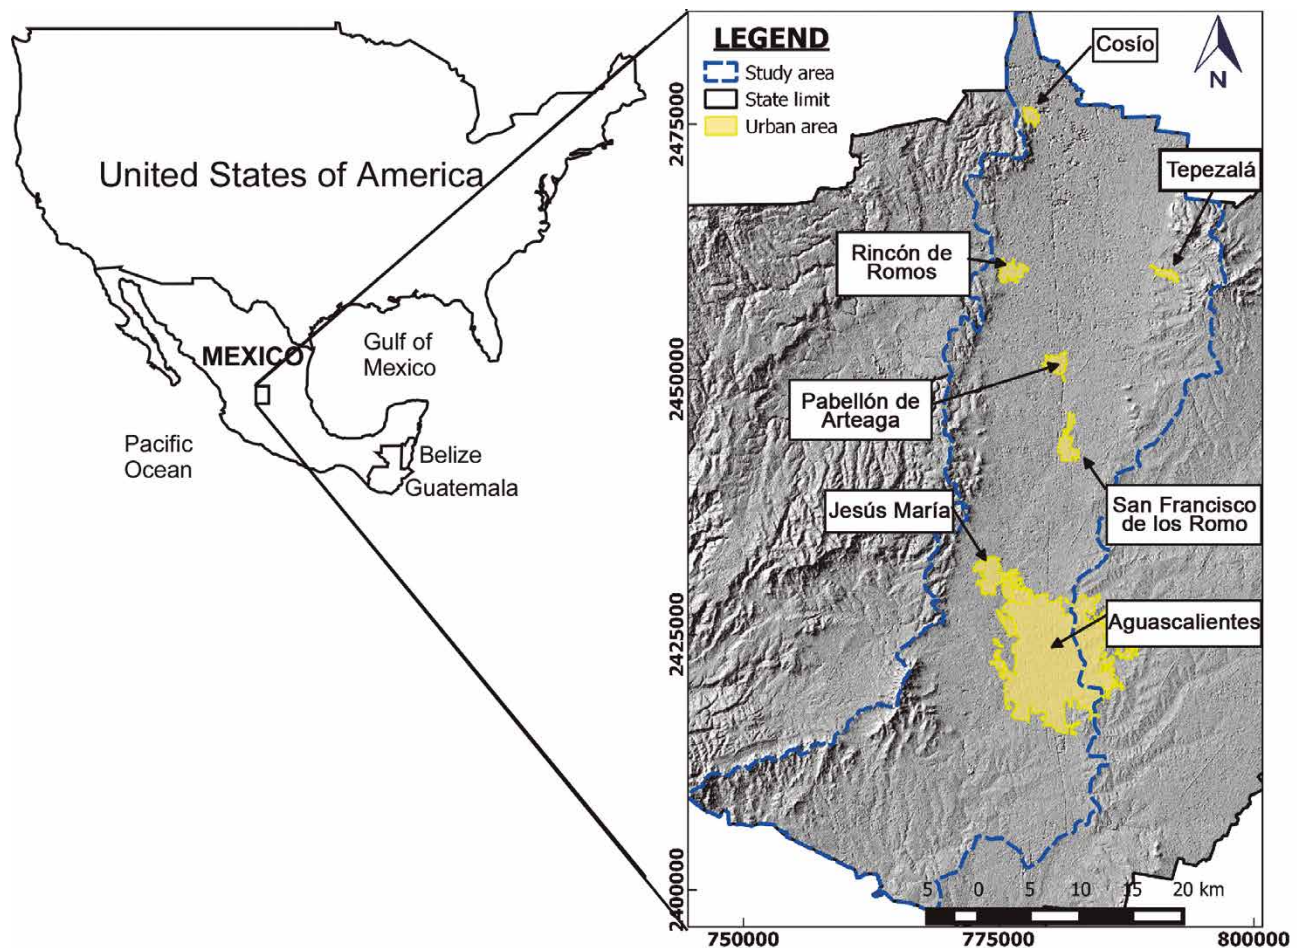 United States of America
MEXICO
Gulf of
Mexico
Pacific
Ocean
Belize
Guatemala
LEGEND
Study area
State limit
Urban area
N
Cosío
Tepezalá
Rincón de
Romos
Pabellón de
Arteaga
San Francisco
de los Romo
Jesús María
Aguascalientes
2475000
2450000
2425000
2400000
5 0 5 10 15 20 km
750000 775000 800000